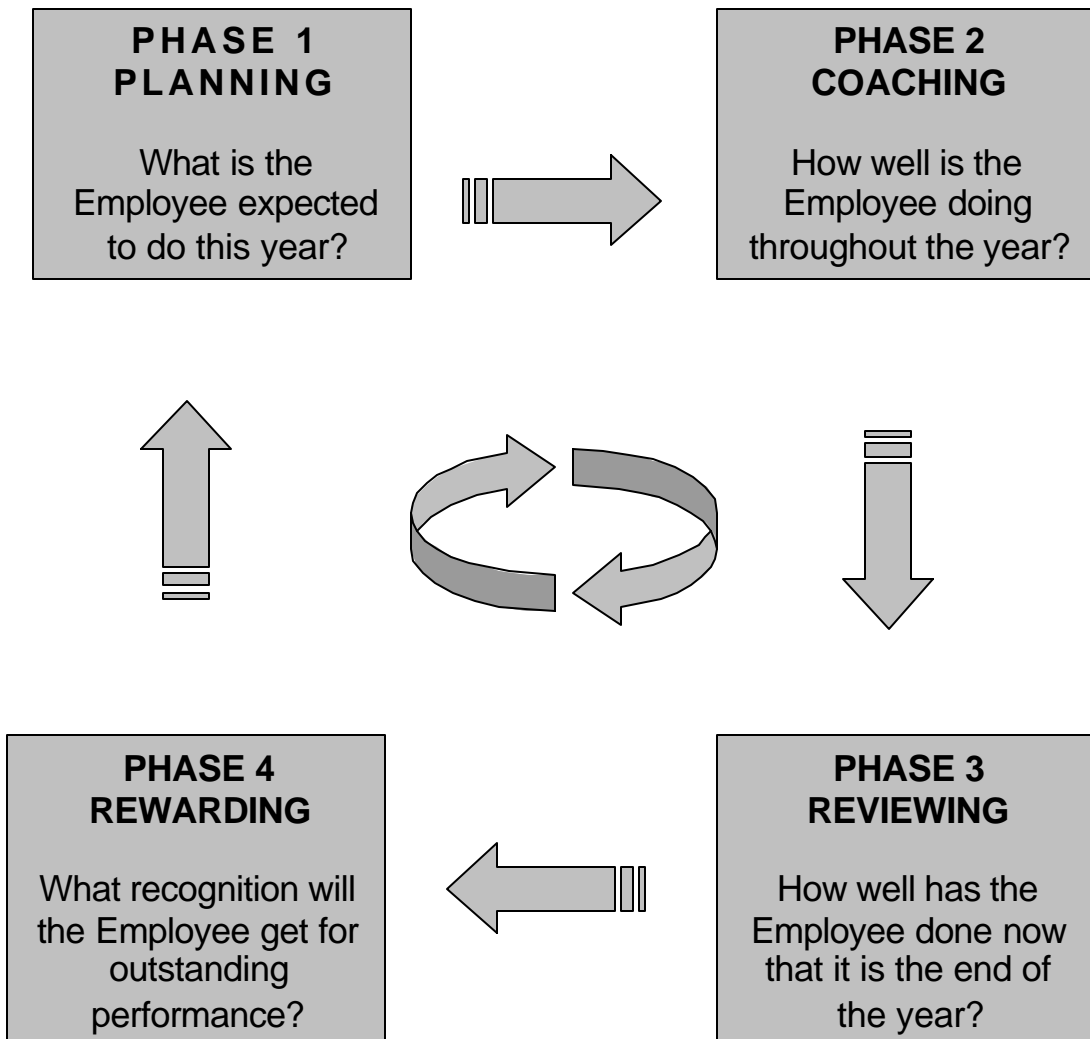 PHASE 1
PLANNING
What is the
Employee expected
to do this year?
PHASE 2
COACHING
How well is the
Employee doing
throughout the year?
PHASE 4
REWARDING
What recognition will
the Employee get for
outstanding
performance?
PHASE 3
REVIEWING
How well has the
Employee done now
that it is the end of
the year?